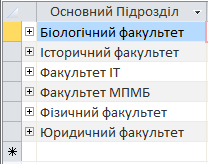 Основний Підрозділ
Біологічний факультет
Історичний факультет
Факультет ІТ
Факультет МПМБ
Фізичний факультет
Юридичний факультет